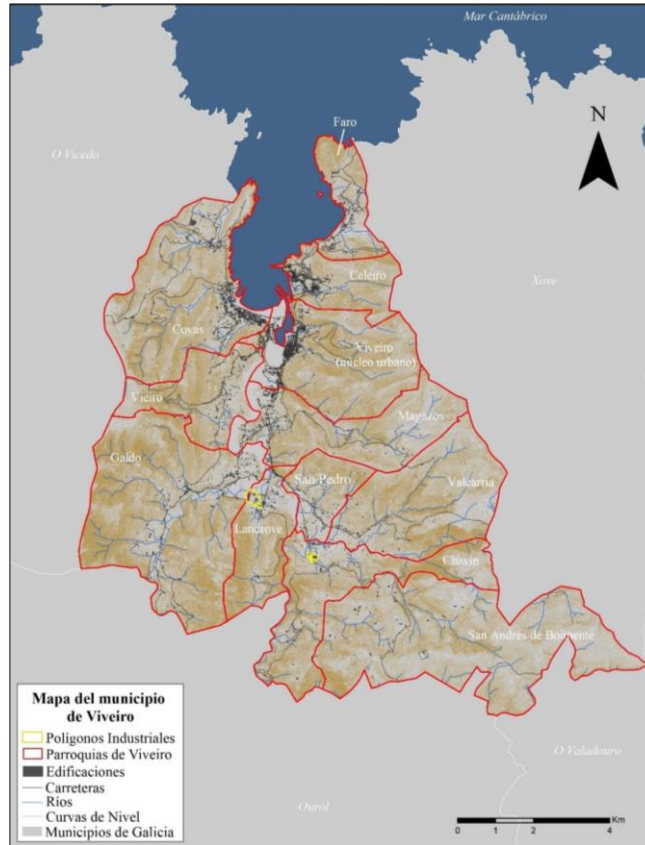 Mar Cantábrico
Faro
N
O Vicedo
Xove
Celeiro
Covas
Viveiro
(núcleo urbano)
Vieiro
Magazos
Galdo
San Pedro
Valcarría
Landrove
Chavín
San Andrés de Boimente
Mapa del municipio
de Viveiro
Polígonos Industriales
Parroquias de Viveiro
Edificaciones
Carreteras
Ríos
Curvas de Nivel
Municipios de Galicia
O Valadouro
Ourol
Km
0 1 2 4